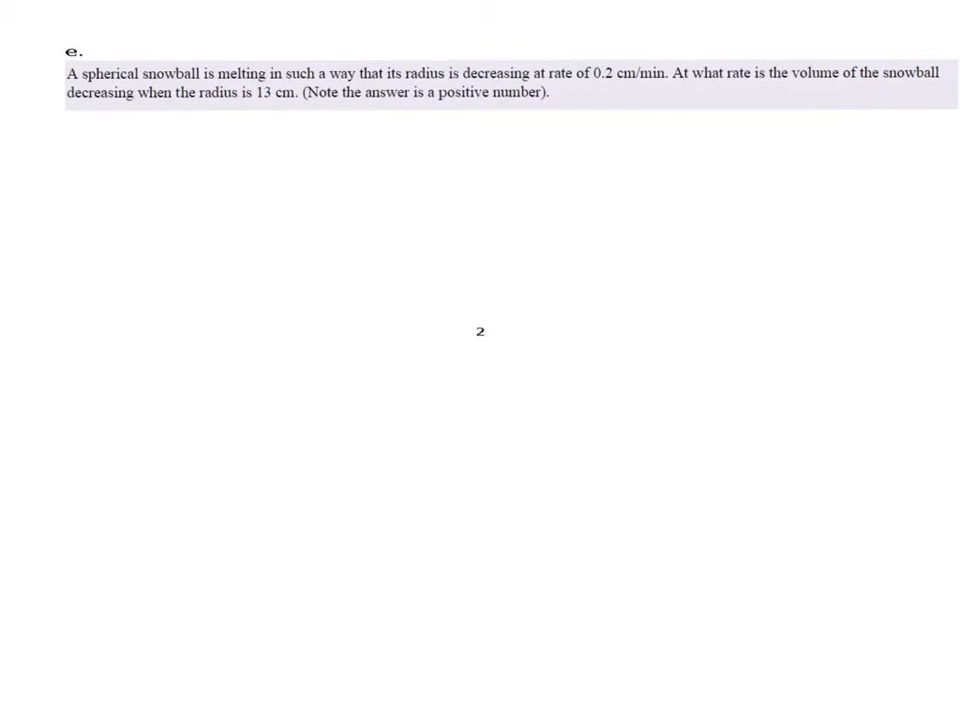 e.
A spherical snowball is melting in such a way that its radius is decreasing at rate of 0.2 cm/min. At what rate is the volume of the snowball
decreasing when the radius is 13 cm. (Note the answer is a positive number).
2